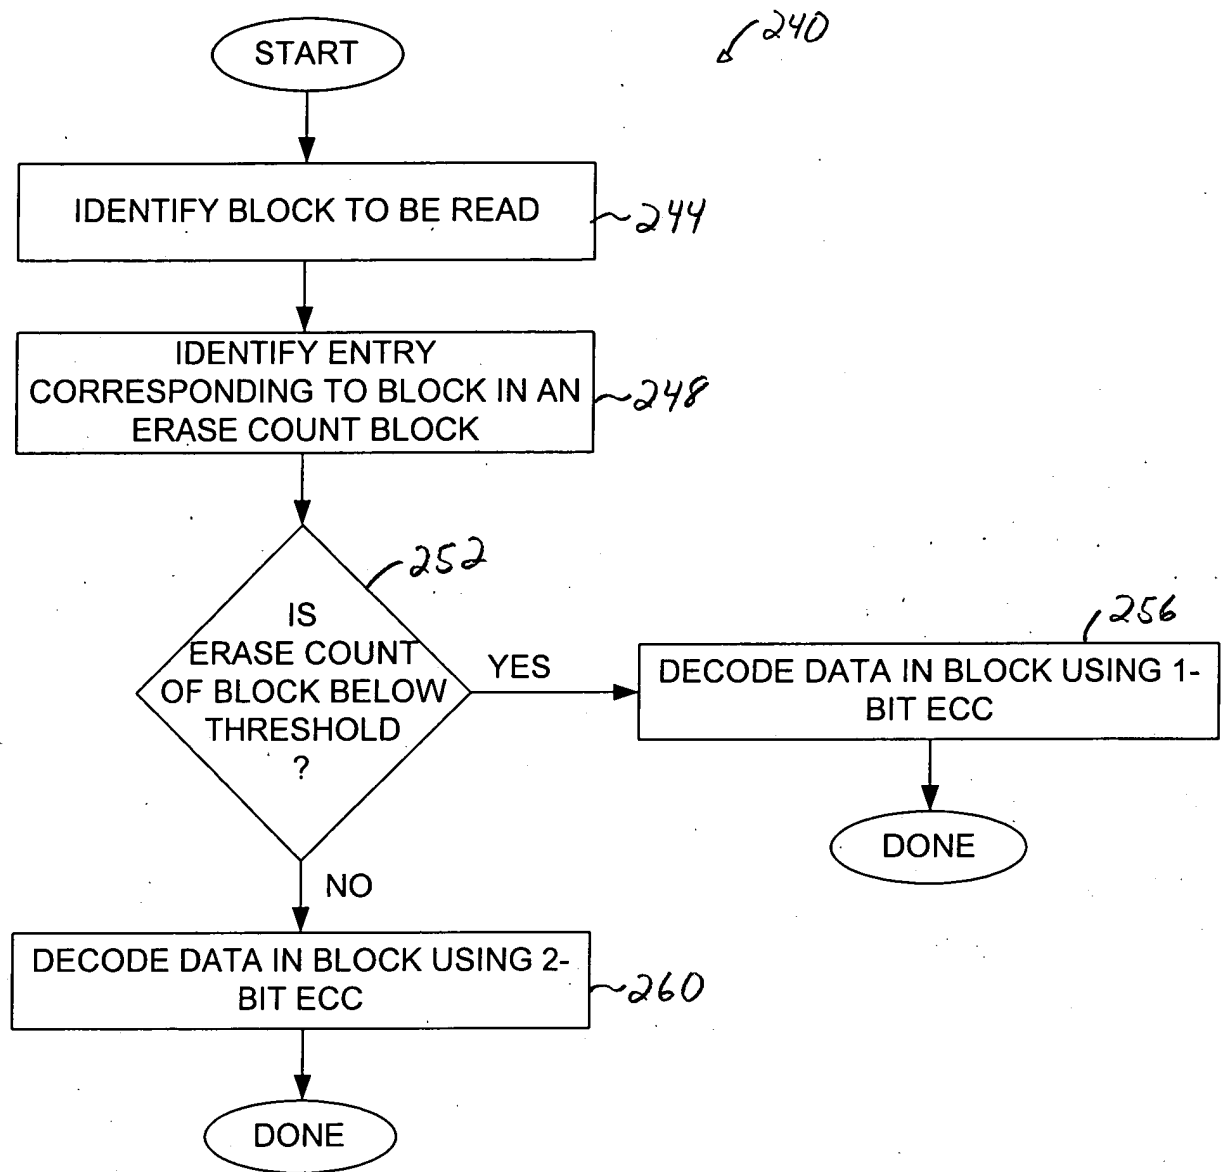 START
240
IDENTIFY BLOCK TO BE READ
244
IDENTIFY ENTRY
CORRESPONDING TO BLOCK IN AN
ERASE COUNT BLOCK
248
252
IS
ERASE COUNT
OF BLOCK BELOW
THRESHOLD
?
YES
256
DECODE DATA IN BLOCK USING 1-
BIT ECC
DONE
NO
DECODE DATA IN BLOCK USING 2-
BIT ECC
260
DONE